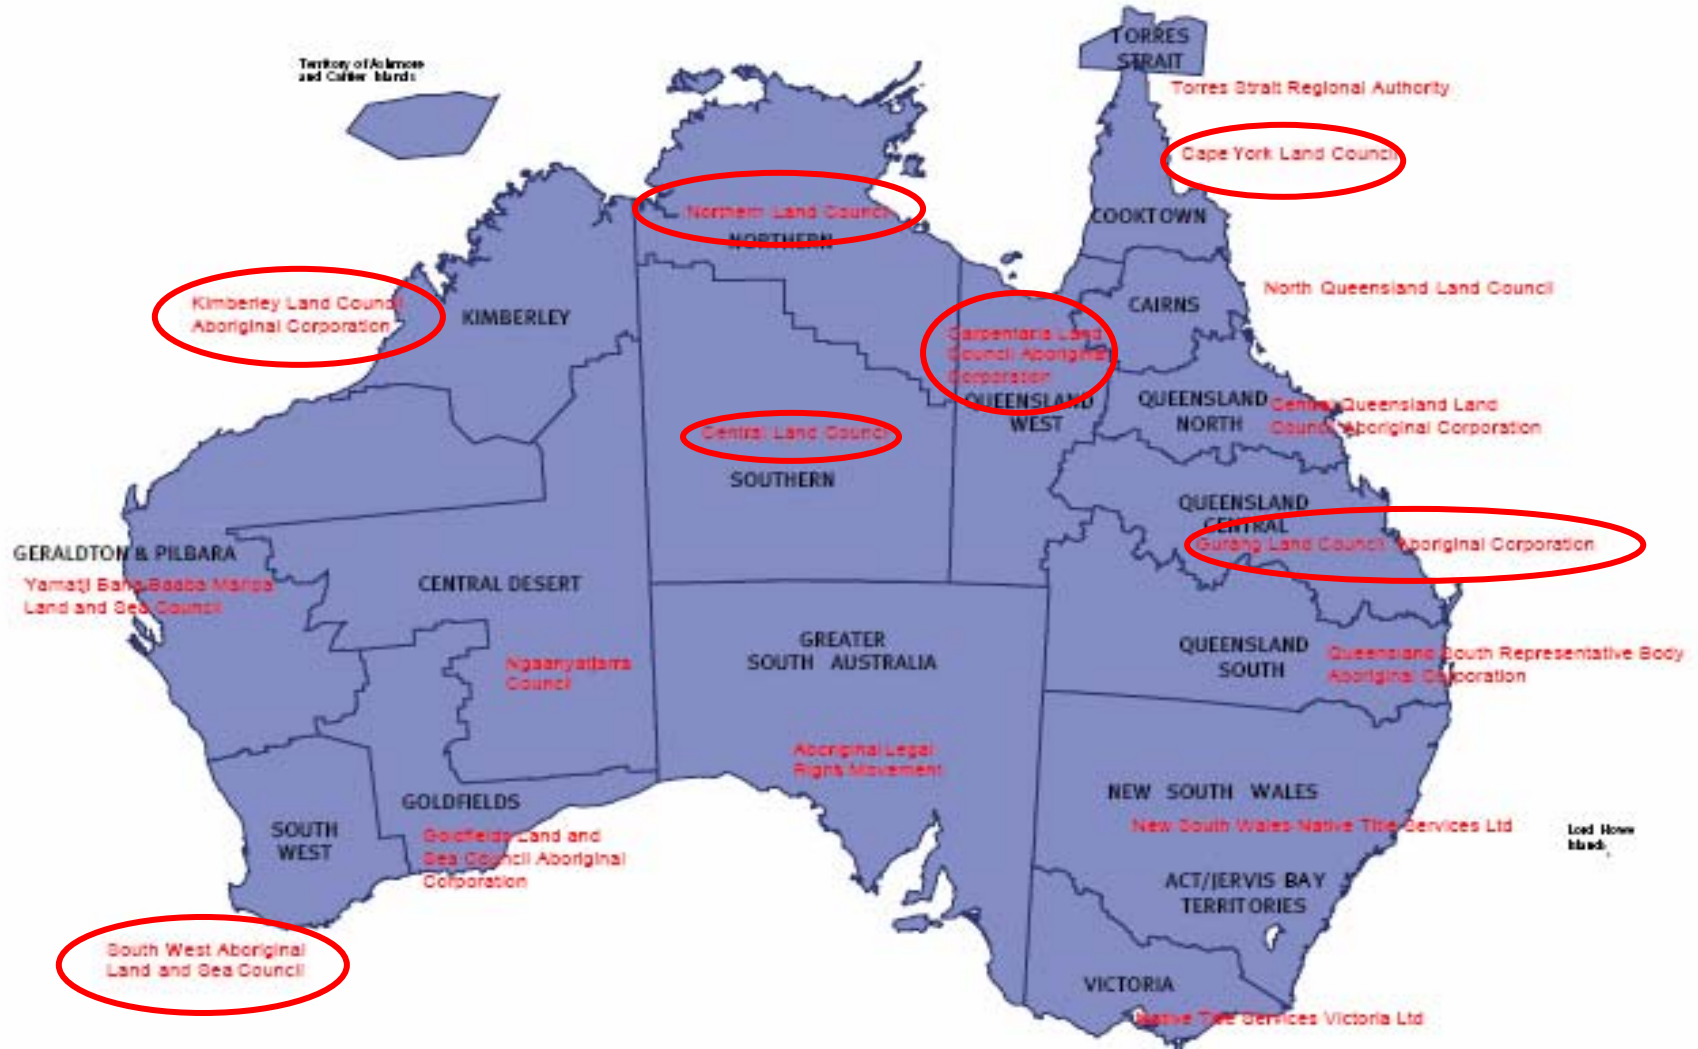 TORRES
STRAIT
Territory of Ashmore
and Cartier Islands
Torres Strait Regional Authority
Cape York Land Council
Northern Land Council
NORTHERN
COOKTOWN
North Queensland Land Council
Kimberley Land Council
Aboriginal Corporation
KIMBERLEY
CAIRNS
Carpentaria Land
Council Aboriginal
Corporation
QUEENSLAND
WEST
QUEENSLAND
NORTH
Central Queensland Land
Council Aboriginal Corporation
Central Land Council
SOUTHERN
QUEENSLAND
CENTRAL
Gurang Land Council Aboriginal Corporation
GERALDTON & PILBARA
Yamatji Barna Baaba Marlpa
Land and Sea Council
CENTRAL DESERT
Ngaanyatjarra
Council
GREATER
SOUTH AUSTRALIA
QUEENSLAND
SOUTH
Queensland South Representative Body
Aboriginal Corporation
Aboriginal Legal
Rights Movement
GOLDFIELDS
Goldfields Land and
Sea Council Aboriginal
Corporation
SOUTH
WEST
NEW SOUTH WALES
New South Wales Native Title Services Ltd
Lord Howe
Islands
ACT/JERVIS BAY
TERRITORIES
South West Aboriginal
Land and Sea Council
VICTORIA
Native Title Services Victoria Ltd